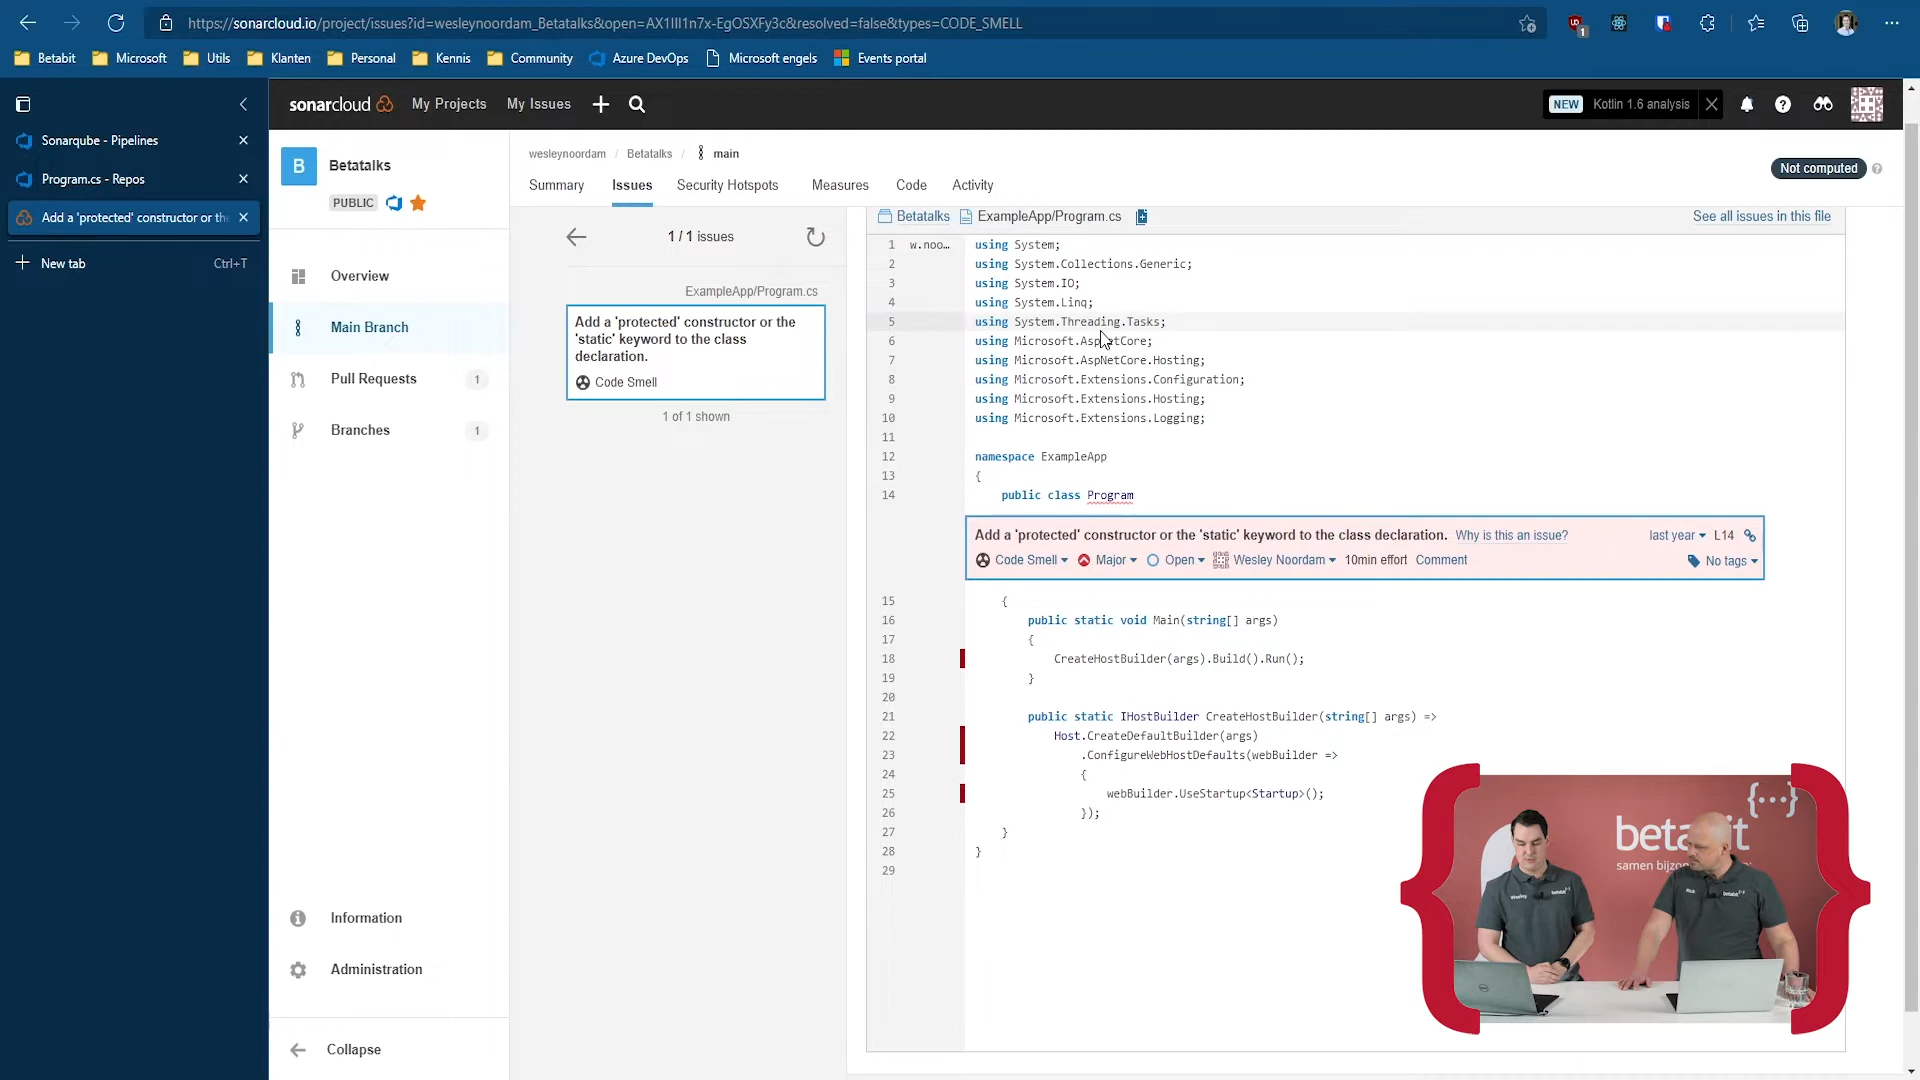 https://sonarcloud.io/project/issues?id=wesleynoordam_Betatalks&open=AX1lIl1n7x-EgOSXFy3c&resolved=false&types=CODE_SMELL
1
Betabit Microsoft Utils Klanten Personal Kennis Community Azure DevOps Microsoft engels Events portal
Sonarqube - Pipelines
Program.cs - Repos
Add a 'protected' constructor or the
New tab Ctrl+T
sonarcloud My Projects My Issues
NEW Kotlin 1.6 analysis
B Betatalks
PUBLIC
Overview
Main Branch
Pull Requests 1
Branches 1
Information
Administration
Collapse
wesleynoordam / Betatalks / main
Not computed
Summary Issues Security Hotspots Measures Code Activity
1 / 1 issues
ExampleApp/Program.cs
Add a 'protected' constructor or the
'static' keyword to the class
declaration.
Code Smell
1 of 1 shown
Betatalks ExampleApp/Program.cs See all issues in this file
1 w.noo... using System;
2 using System.Collections.Generic;
3 using System.IO;
4 using System.Linq;
5 using System.Threading.Tasks;
6 using Microsoft.AspNetCore;
7 using Microsoft.AspNetCore.Hosting;
8 using Microsoft.Extensions.Configuration;
9 using Microsoft.Extensions.Hosting;
10 using Microsoft.Extensions.Logging;
11
12 namespace ExampleApp
13 {
14 public class Program
Add a 'protected' constructor or the 'static' keyword to the class declaration. Why is this an issue? last year L14
Code Smell Major Open Wesley Noordam 10min effort Comment No tags
15 {
16 public static void Main(string[] args)
17 {
18 CreateHostBuilder(args).Build().Run();
19 }
20
21 public static IHostBuilder CreateHostBuilder(string[] args) =>
22 Host.CreateDefaultBuilder(args)
23 .ConfigureWebHostDefaults(webBuilder =>
24 {
25 webBuilder.UseStartup<Startup>();
26 });
27 }
28 }
29
{...}
betabit
samen bijzon
Wesley betabit
Rick betabit